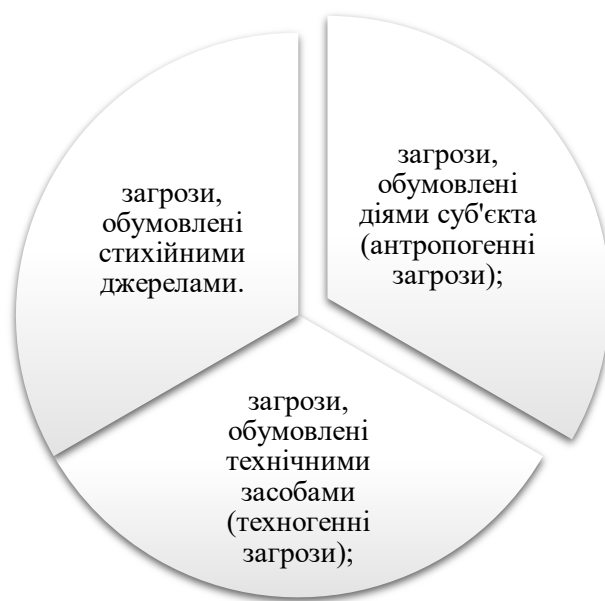 загрози,
обумовлені
діями суб'єкта
(антропогенні
загрози);
загрози,
обумовлені
технічними
засобами
(техногенні
загрози);
загрози,
обумовлені
стихійними
джерелами.